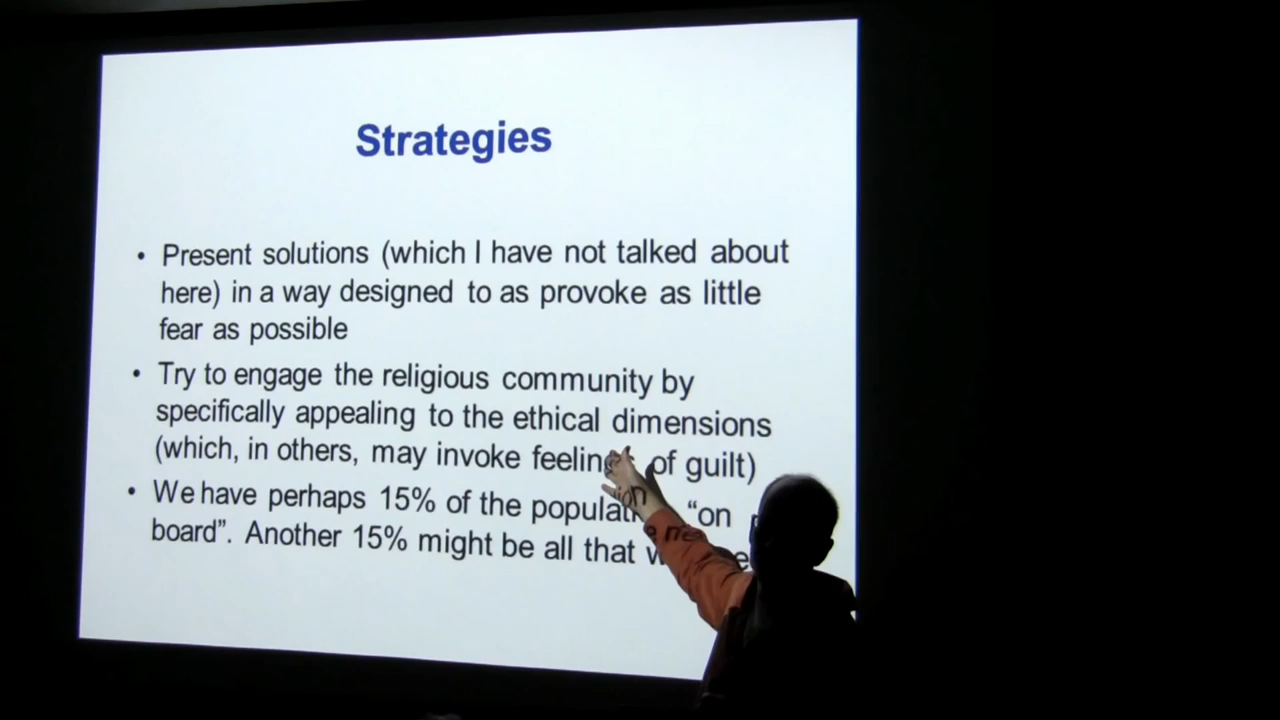 Strategies
• Present solutions (which I have not talked about
here) in a way designed to as provoke as little
fear as possible
• Try to engage the religious community by
specifically appealing to the ethical dimensions
(which, in others, may invoke feelings of guilt)
• We have perhaps 15% of the population “on
board”. Another 15% might be all that